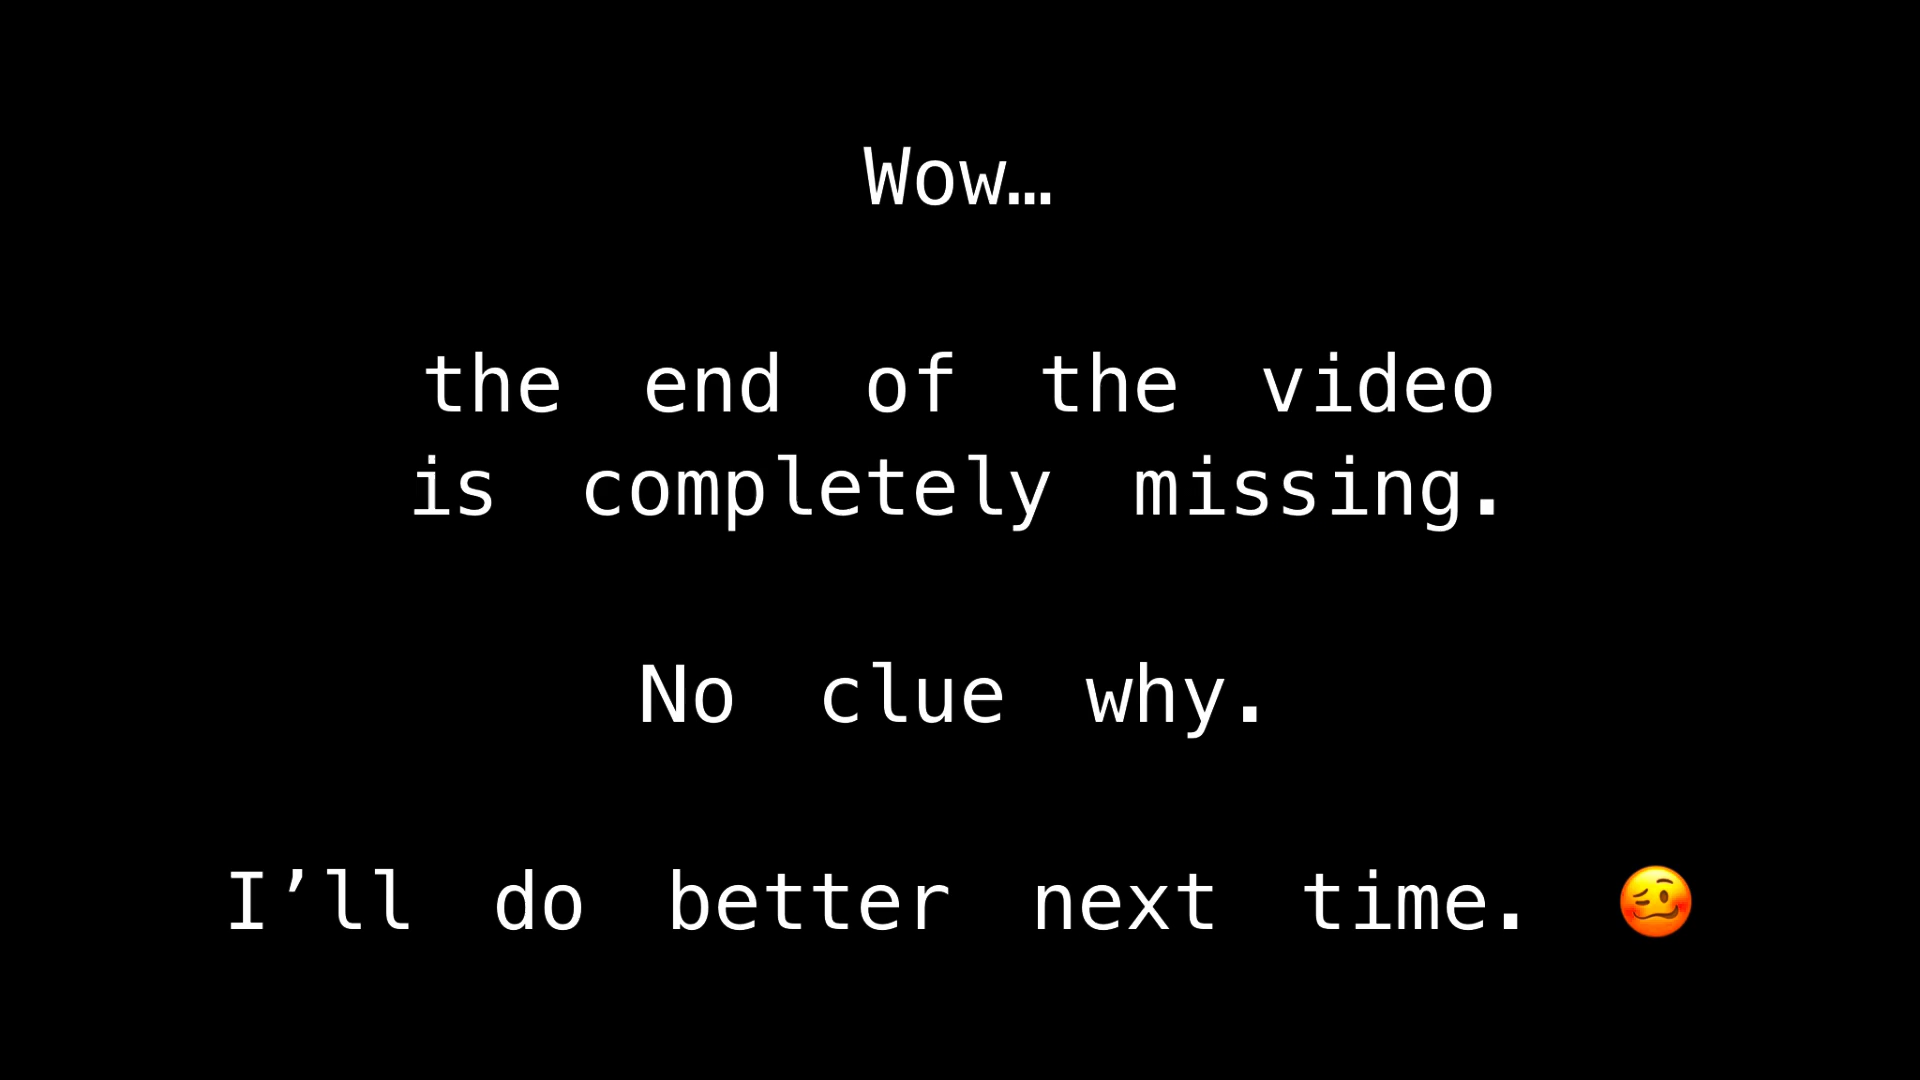 Wow…
the end of the video
is completely missing.
No clue why.
I’ll do better next time. 🥴